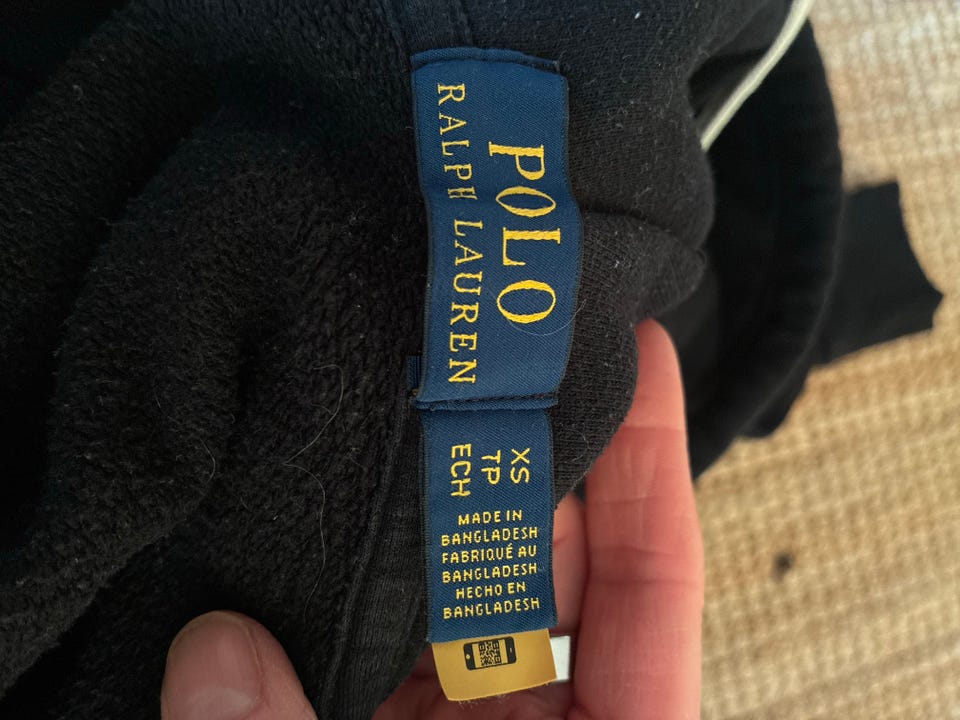 POLO
RALPH LAUREN
XS
TP
ECH
MADE IN
BANGLADESH
FABRIQUÉ AU
BANGLADESH
HECHO EN
BANGLADESH